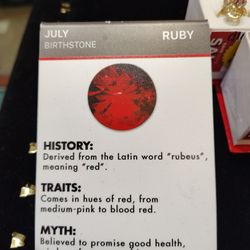 JULY
BIRTHSTONE
RUBY
HISTORY:
Derived from the Latin word "rubeus",
meaning "red".
TRAITS:
Comes in hues of red, from
medium-pink to blood red.
MYTH:
Believed to promise good health,